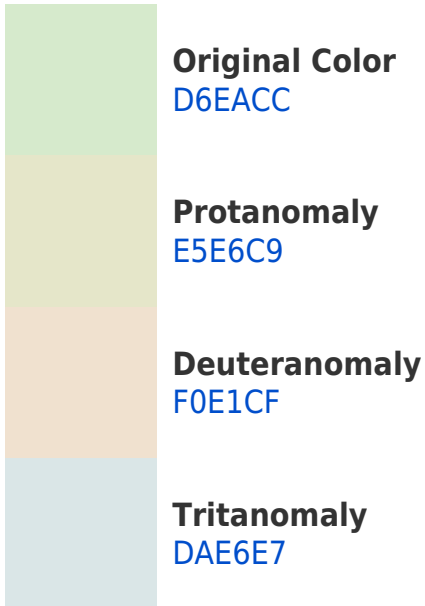 Original Color
D6EACC
Protanomaly
E5E6C9
Deuteranomaly
F0E1CF
Tritanomaly
DAE6E7